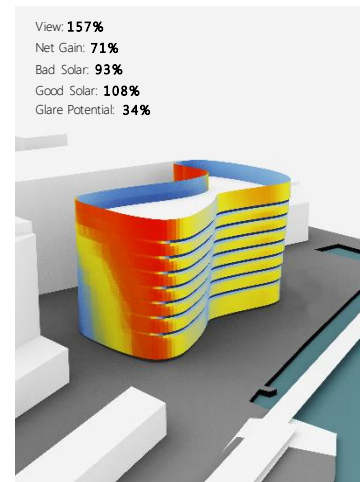 View: 157%
Net Gain: 71%
Bad Solar: 93%
Good Solar: 108%
Glare Potential: 34%